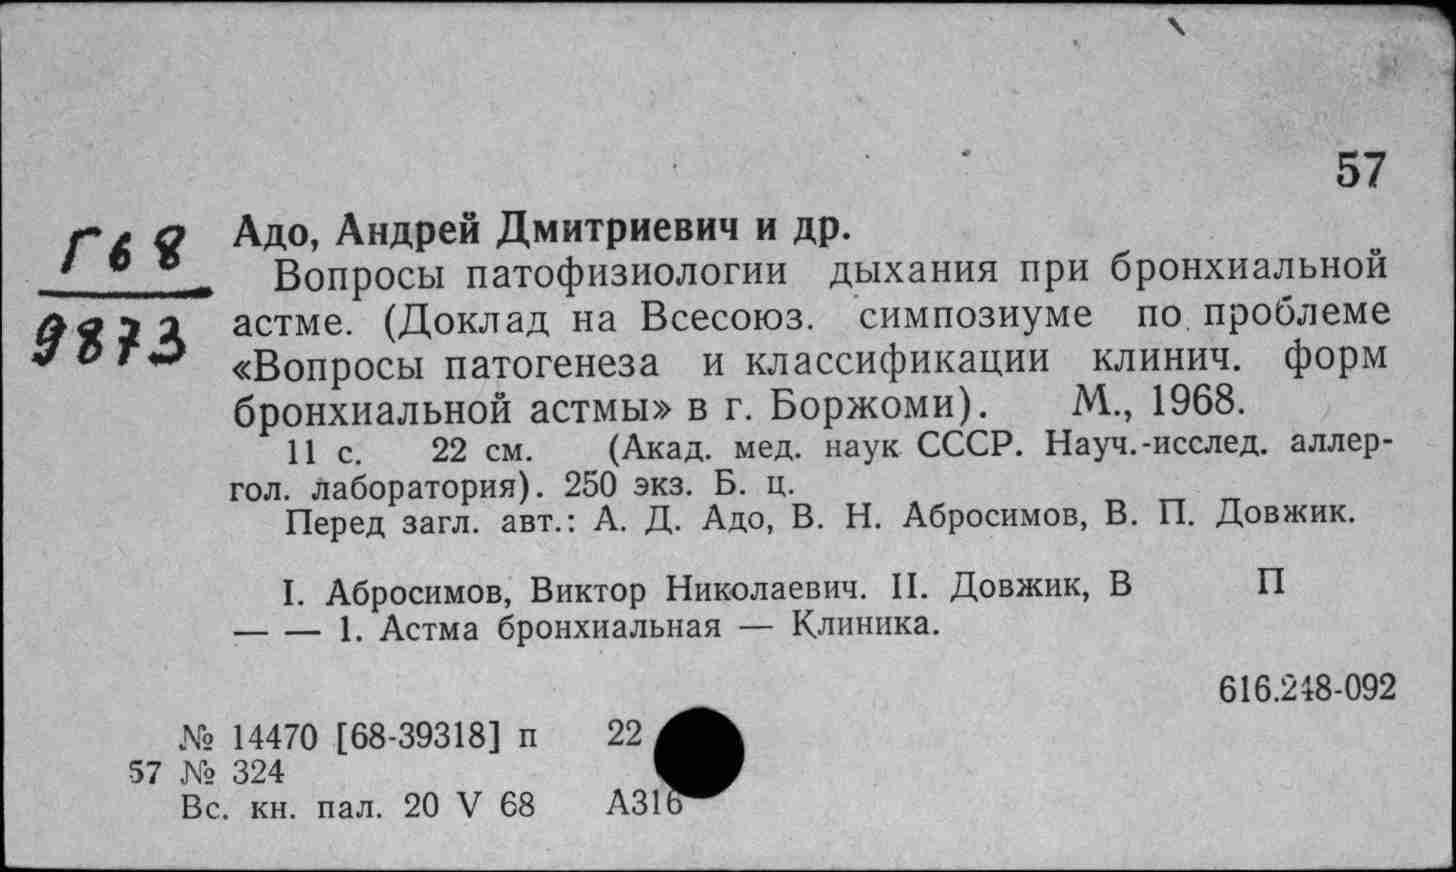 57
Г68
9873
Адо, Андрей Дмитриевич и др.
Вопросы патофизиологии дыхания при бронхиальной
астме. (Доклад на Всесоюз. симпозиуме по проблеме
«Вопросы патогенеза и классификации клинич. форм
бронхиальной астмы» в г. Боржоми). М., 1968.
11 с. 22 см. (Акад. мед. наук СССР. Науч.-исслед. аллер-
гол. лаборатория). 250 экз. Б. ц.
Перед загл. авт.: А. Д. Адо, В. Н. Абросимов, В. П. Довжик.
I. Абросимов, Виктор Николаевич. II. Довжик, В П
— — 1. Астма бронхиальная — Клиника.
616.248-092
№ 14470 [68-39318] п 22
57 № 324
Вс. кн. пал. 20 V 68 А316